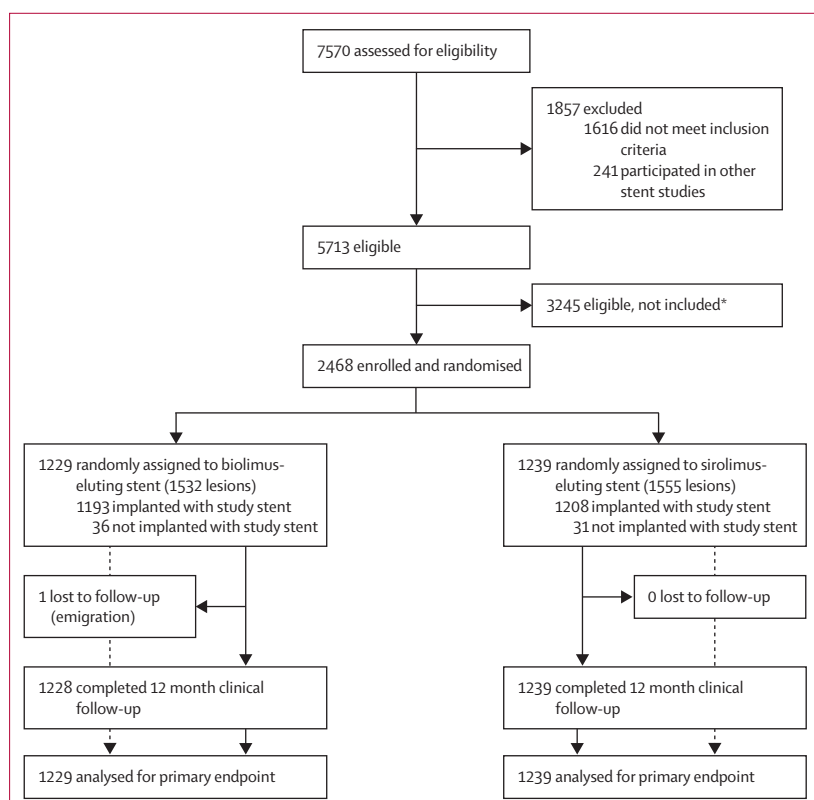 7570 assessed for eligibility
1857 excluded
1616 did not meet inclusion
criteria
241 participated in other
stent studies
5713 eligible
3245 eligible, not included*
2468 enrolled and randomised
1229 randomly assigned to biolimus-
eluting stent (1532 lesions)
1193 implanted with study stent
36 not implanted with study stent
1239 randomly assigned to sirolimus-
eluting stent (1555 lesions)
1208 implanted with study stent
31 not implanted with study stent
1 lost to follow-up
(emigration)
0 lost to follow-up
1228 completed 12 month clinical
follow-up
1239 completed 12 month clinical
follow-up
1229 analysed for primary endpoint
1239 analysed for primary endpoint